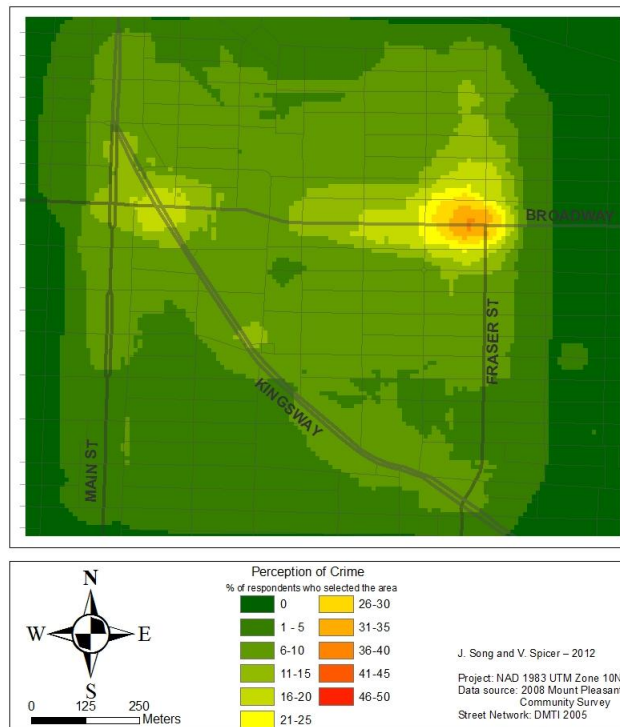 BROADWAY
FRASER ST
KINGSWAY
MAIN ST
N
W
E
S
0 125 250
Meters
Perception of Crime
% of respondents who selected the area
0
1 - 5
6-10
11-15
16-20
21-25
26-30
31-35
36-40
41-45
46-50
J. Song and V. Spicer – 2012
Project: NAD 1983 UTM Zone 10N
Data source: 2008 Mount Pleasant
Community Survey
Street Network: DMTI 2005